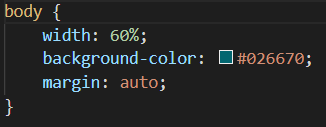 body {
    width: 60%;
    background-color: #026670;
    margin: auto;
}